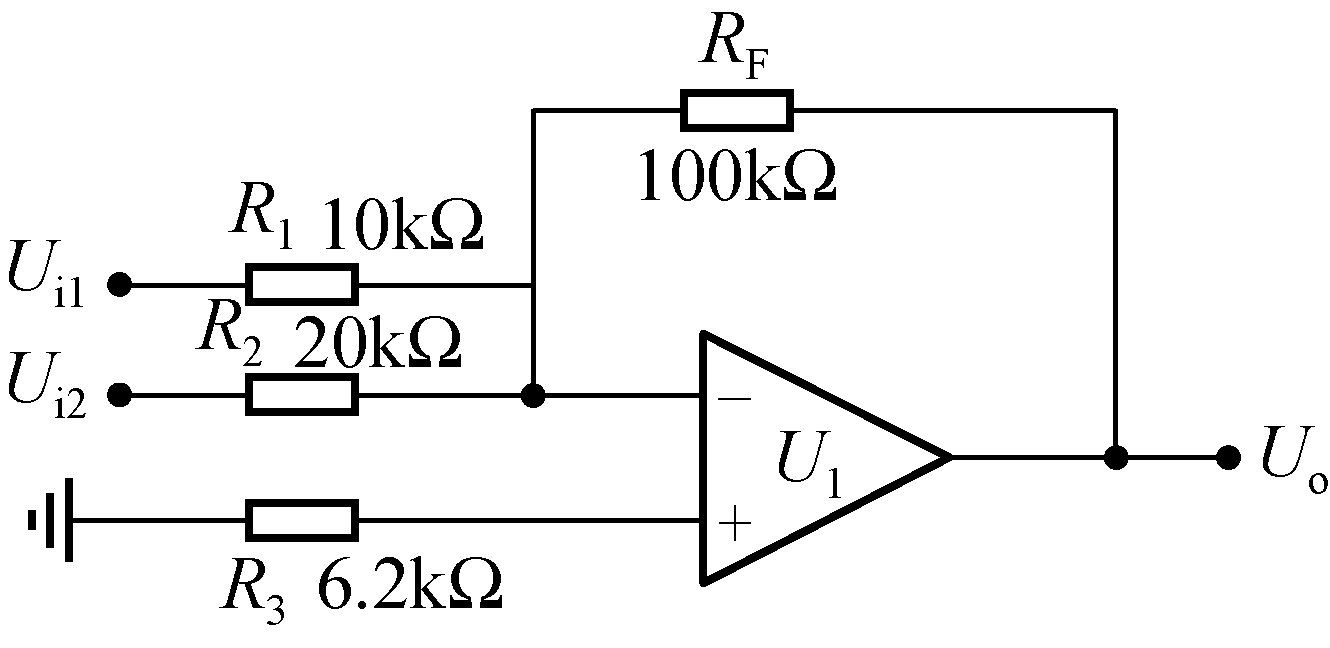 R_F
100kΩ
R_1 10kΩ
U_i1
R_2 20kΩ
U_i2
−
U_1
U_o
+
R_3 6.2kΩ